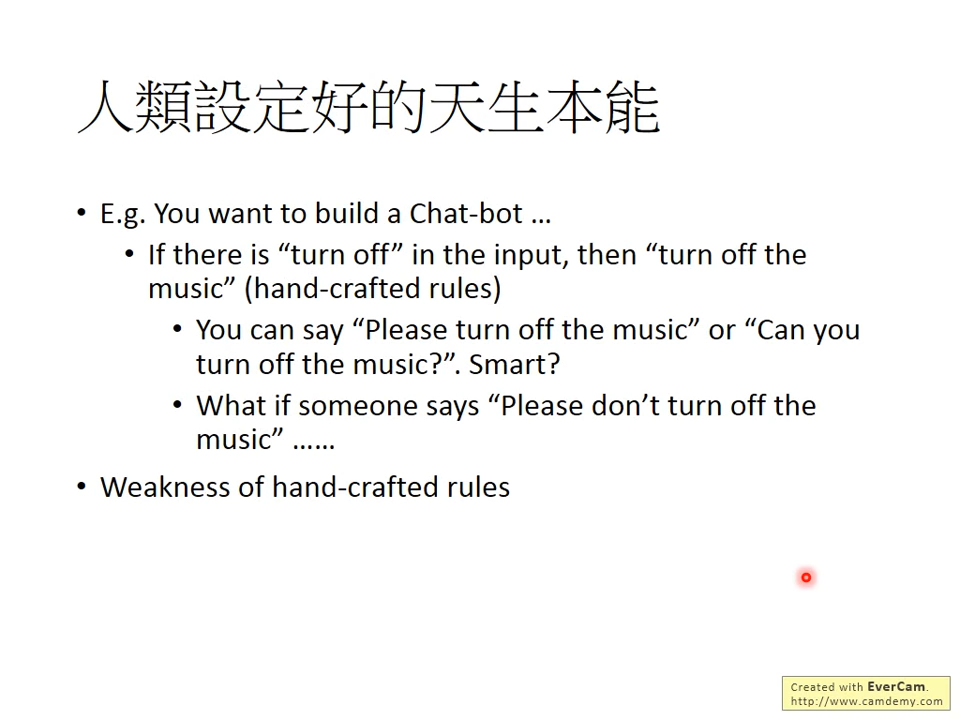 人類設定好的天生本能
• E.g. You want to build a Chat-bot …
• If there is “turn off” in the input, then “turn off the
music” (hand-crafted rules)
• You can say “Please turn off the music” or “Can you
turn off the music?”. Smart?
• What if someone says “Please don’t turn off the
music” ……
• Weakness of hand-crafted rules
Created with EverCam.
http://www.camdemy.com